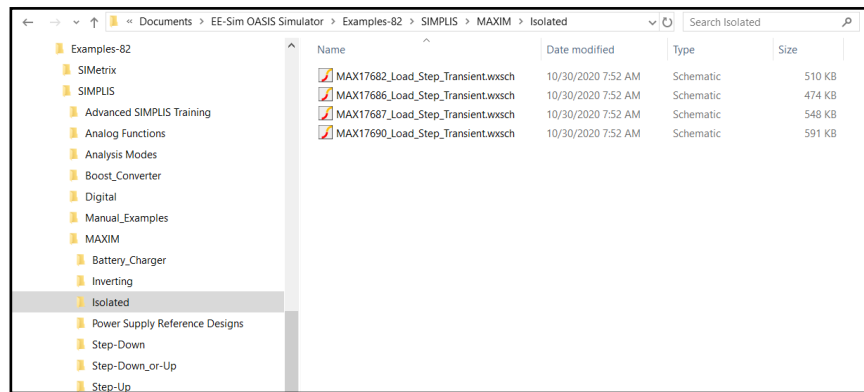 « Documents > EE-Sim OASIS Simulator > Examples-82 > SIMPLIS > MAXIM > Isolated
Search Isolated
Examples-82
SIMetrix
SIMPLIS
Advanced SIMPLIS Training
Analog Functions
Analysis Modes
Boost_Converter
Digital
Manual_Examples
MAXIM
Battery_Charger
Inverting
Isolated
Power Supply Reference Designs
Step-Down
Step-Down_or-Up
Step-Up
Name Date modified Type Size
MAX17682_Load_Step_Transient.wxsch 10/30/2020 7:52 AM Schematic 510 KB
MAX17686_Load_Step_Transient.wxsch 10/30/2020 7:52 AM Schematic 474 KB
MAX17687_Load_Step_Transient.wxsch 10/30/2020 7:52 AM Schematic 548 KB
MAX17690_Load_Step_Transient.wxsch 10/30/2020 7:52 AM Schematic 591 KB